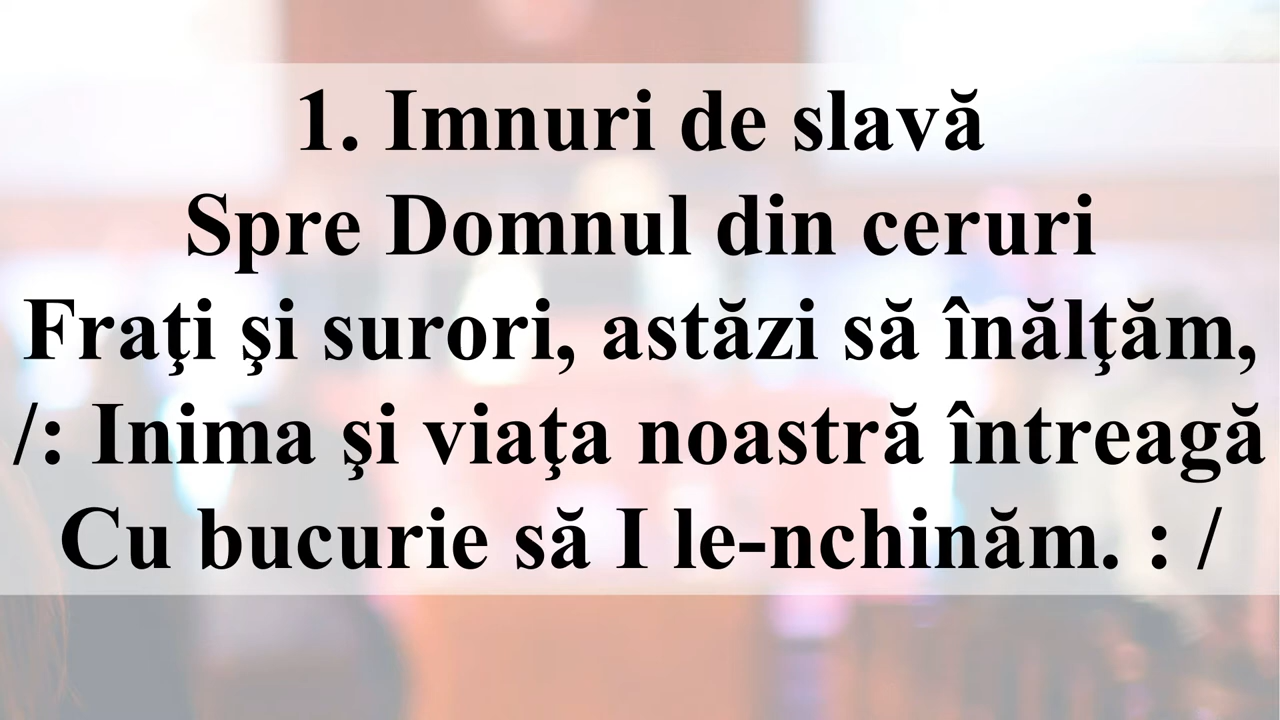 1. Imnuri de slavă
Spre Domnul din ceruri
Fraţi şi surori, astăzi să înălţăm,
/: Inima şi viaţa noastră întreagă
Cu bucurie să I le-nchinăm. : /